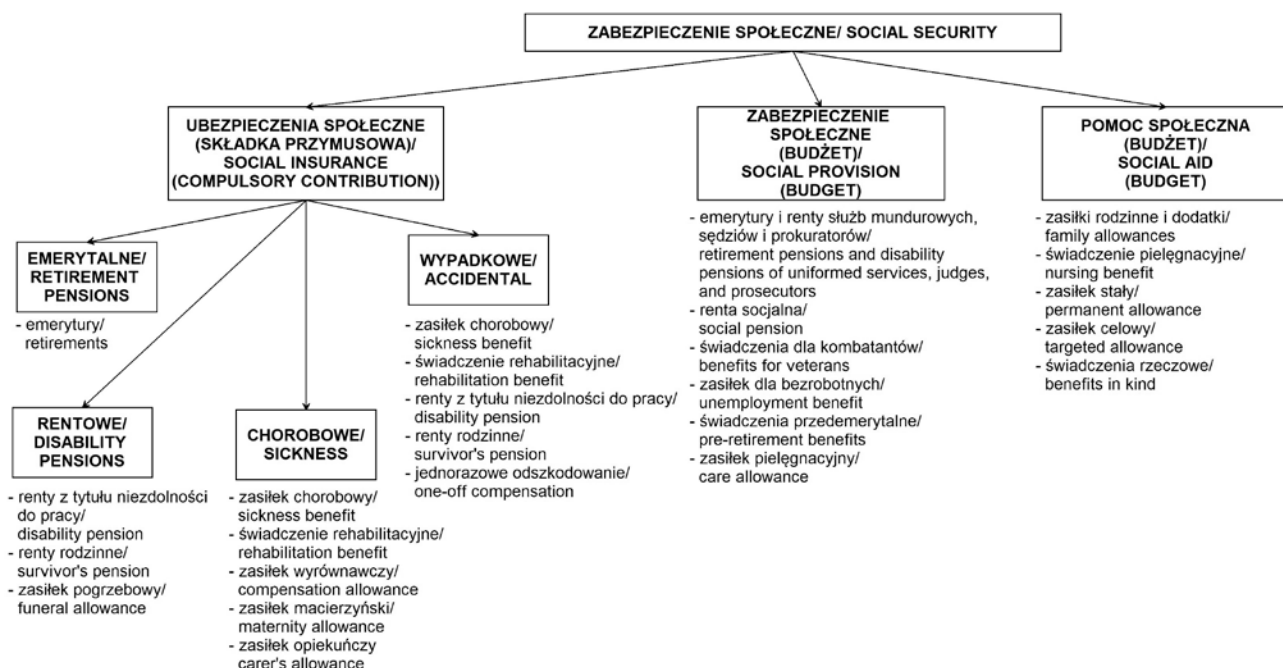 ZABEZPIECZENIE SPOŁECZNE/ SOCIAL SECURITY
UBEZPIECZENIA SPOŁECZNE
(SKŁADKA PRZYMUSOWA)/
SOCIAL INSURANCE
(COMPULSORY CONTRIBUTION))
ZABEZPIECZENIE
SPOŁECZNE
(BUDŻET)/
SOCIAL PROVISION
(BUDGET)
POMOC SPOŁECZNA
(BUDŻET)/
SOCIAL AID
(BUDGET)
EMERYTALNE/
RETIREMENT
PENSIONS
- emerytury/
retirements
RENTOWE/
DISABILITY
PENSIONS
- renty z tytułu niezdolności
do pracy/
disability pension
- renty rodzinne/
survivor's pension
- zasiłek pogrzebowy/
funeral allowance
CHOROBOWE/
SICKNESS
- zasiłek chorobowy/
sickness benefit
- świadczenie rehabilitacyjne/
rehabilitation benefit
- zasiłek wyrównawczy/
compensation allowance
- zasiłek macierzyński/
maternity allowance
- zasiłek opiekuńczy
carer's allowance
WYPADKOWE/
ACCIDENTAL
- zasiłek chorobowy/
sickness benefit
- świadczenie rehabilitacyjne/
rehabilitation benefit
- renty z tytułu niezdolności do pracy/
disability pension
- renty rodzinne/
survivor's pension
- jednorazowe odszkodowanie/
one-off compensation
- emerytury i renty służb mundurowych,
sędziów i prokuratorów/
retirement pensions and disability
pensions of uniformed services, judges,
and prosecutors
- renta socjalna/
social pension
- świadczenia dla kombatantów/
benefits for veterans
- zasiłek dla bezrobotnych/
unemployment benefit
- świadczenia przedemerytalne/
pre-retirement benefits
- zasiłek pielęgnacyjny/
care allowance
- zasiłki rodzinne i dodatki/
family allowances
- świadczenie pielęgnacyjne/
nursing benefit
- zasiłek stały/
permanent allowance
- zasiłek celowy/
targeted allowance
- świadczenia rzeczowe/
benefits in kind